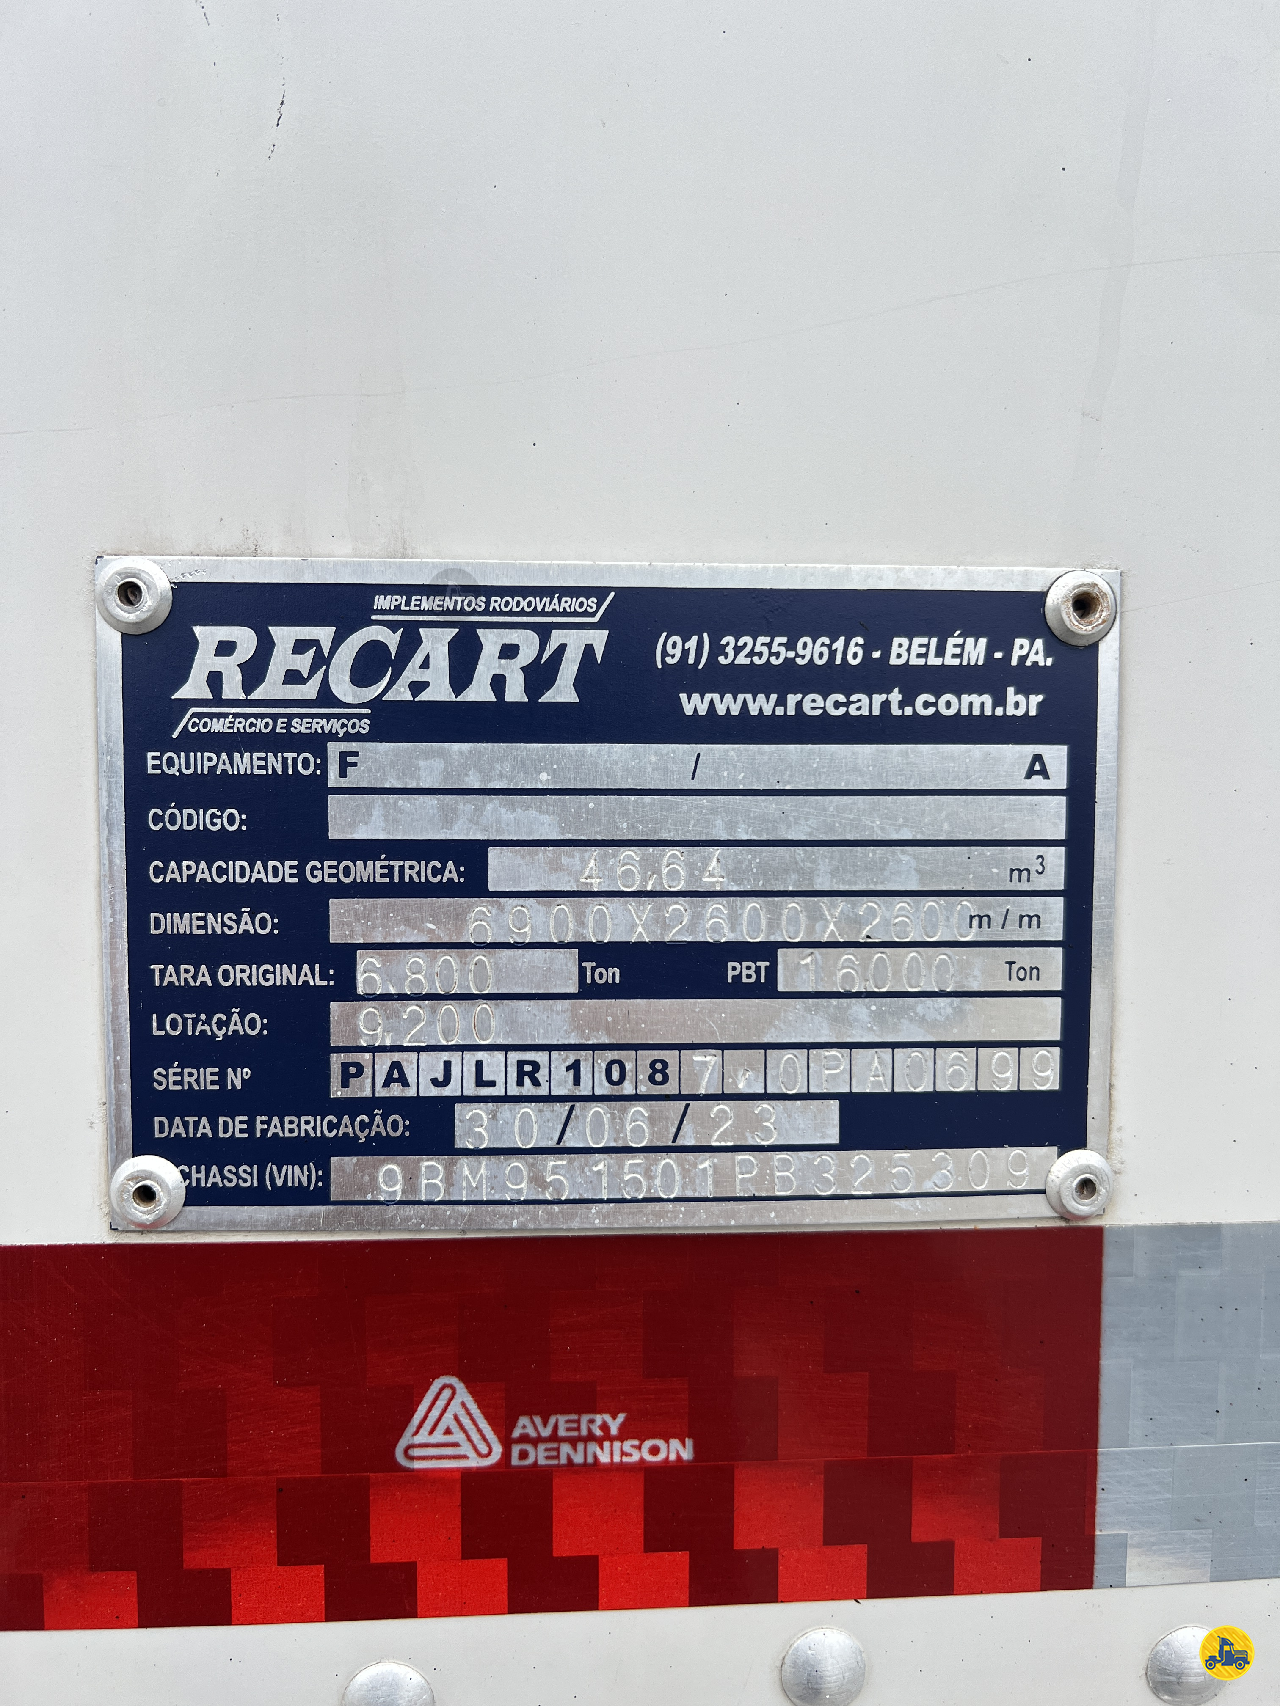 IMPLEMENTOS RODOVIÁRIOS
RECART
COMÉRCIO E SERVIÇOS
(91) 3255-9616 - BELÉM - PA.
www.recart.com.br
EQUIPAMENTO: F / A
CÓDIGO:
CAPACIDADE GEOMÉTRICA: 46,64 m³
DIMENSÃO: 6900X2600X2600 m/m
TARA ORIGINAL: 6.800 Ton PBT 16000 Ton
LOTAÇÃO: 9,200
SÉRIE Nº PAJLR1087,0PA0699
DATA DE FABRICAÇÃO: 30/06/23
CHASSI (VIN): 9BM951501PB325309
AVERY
DENNISON